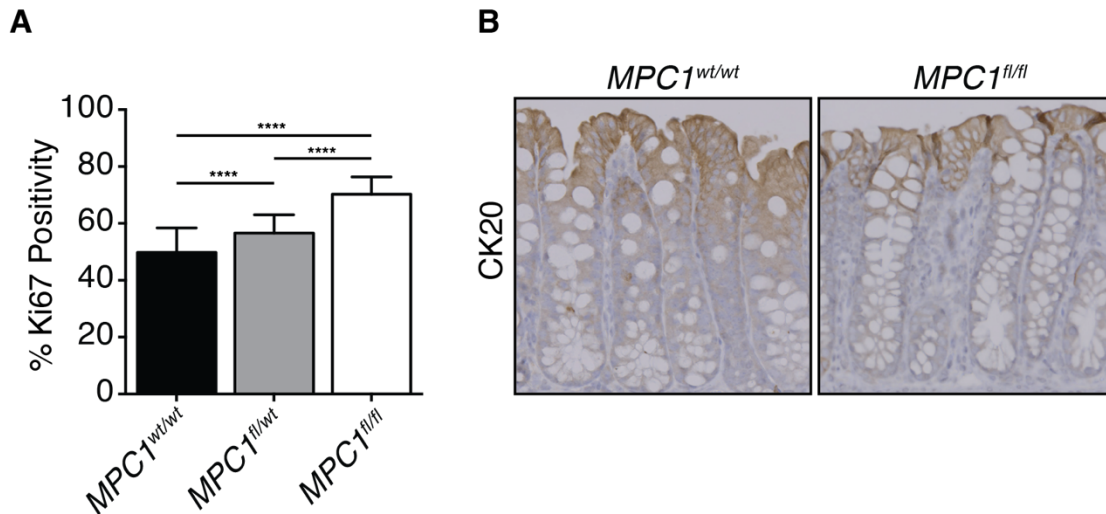 A
% Ki67 Positivity
100
80
60
40
20
0
****
****
****
MPC1wt/wt
MPC1fl/wt
MPC1fl/fl
B
MPC1wt/wt
MPC1fl/fl
CK20